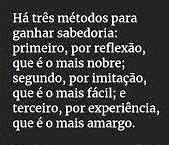 Há três métodos para
ganhar sabedoria:
primeiro, por reflexão,
que é o mais nobre;
segundo, por imitação,
que é o mais fácil; e
terceiro, por experiência,
que é o mais amargo.